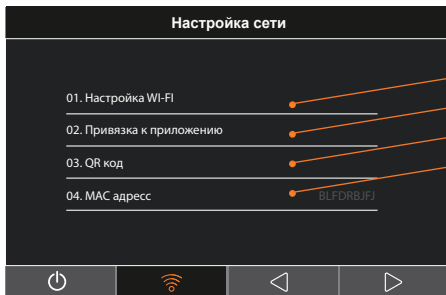 Настройка сети
01. Настройка WI-FI
02. Привязка к приложению
03. QR код
04. MAC адресс BLFDRBJFJ